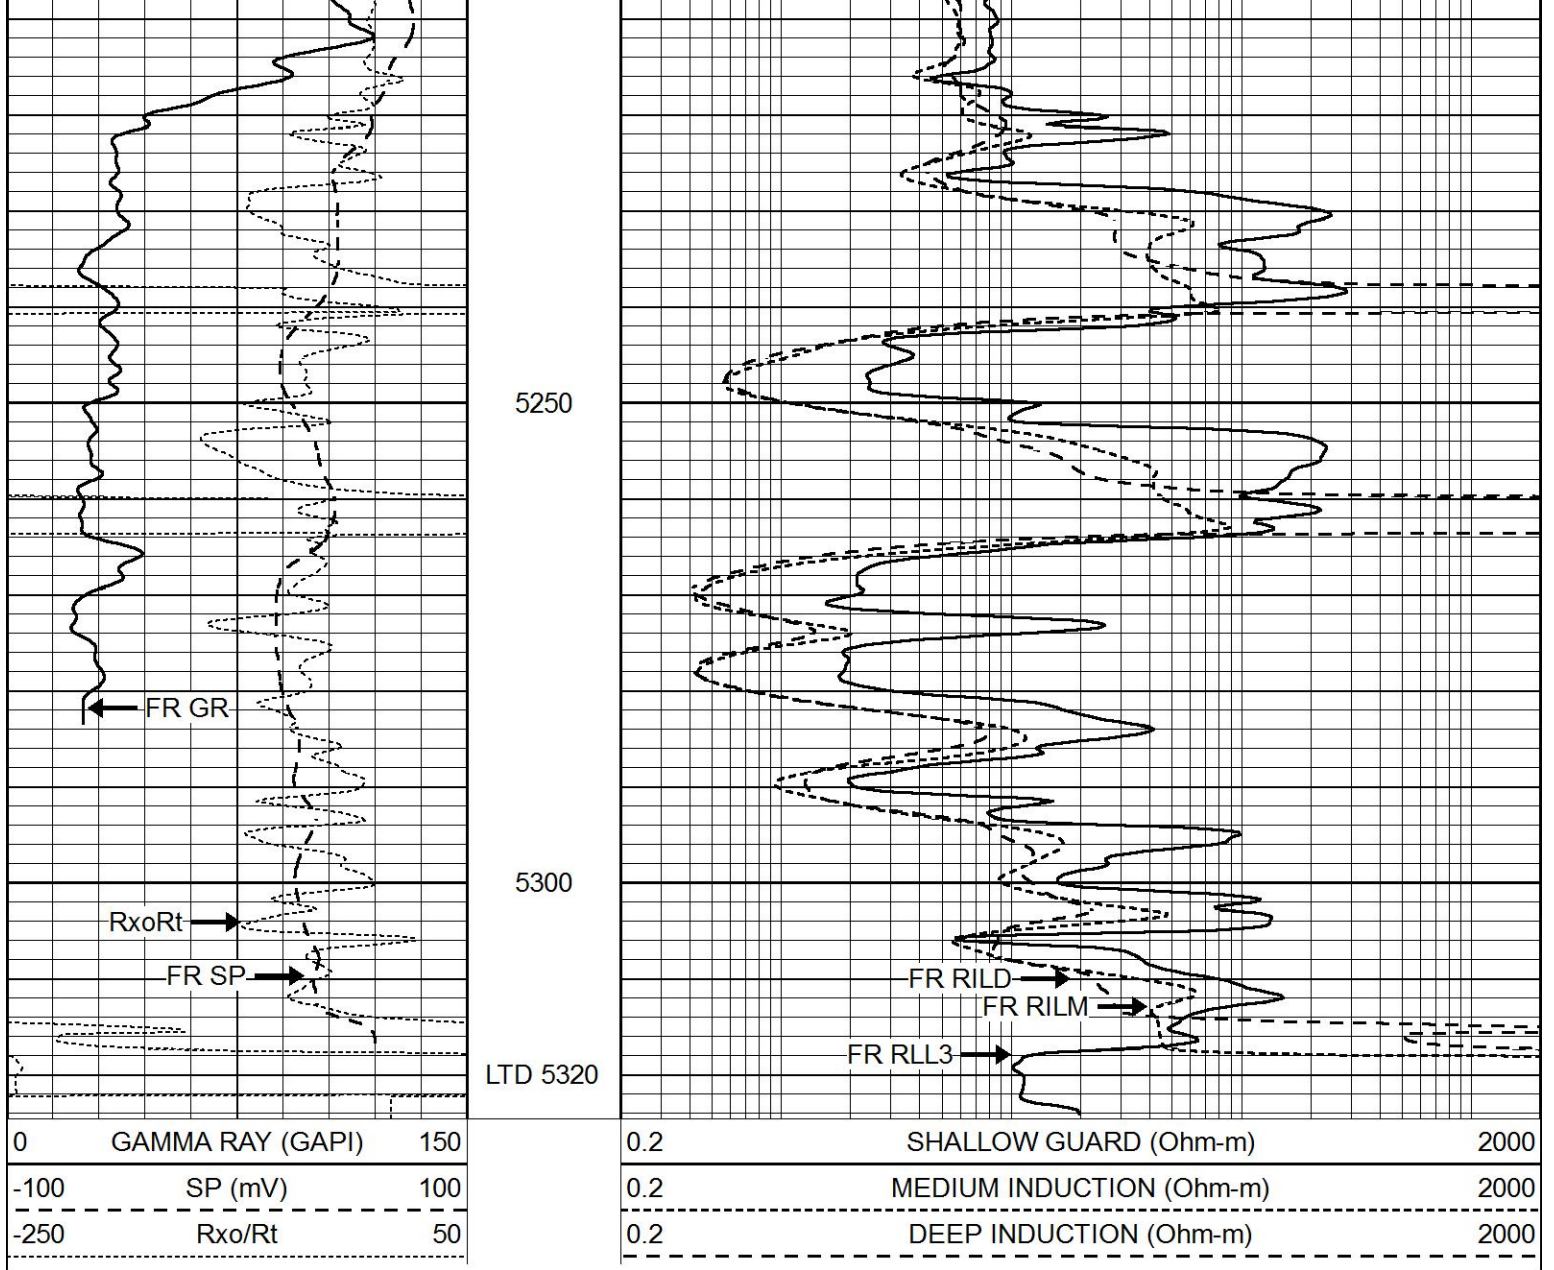 5250
FR GR
5300
RxoRt
FR SP
FR RILD
FR RILM
FR RLL3
LTD 5320
0 GAMMA RAY (GAPI) 150
-100 SP (mV) 100
-250 Rxo/Rt 50
0.2 SHALLOW GUARD (Ohm-m) 2000
0.2 MEDIUM INDUCTION (Ohm-m) 2000
0.2 DEEP INDUCTION (Ohm-m) 2000